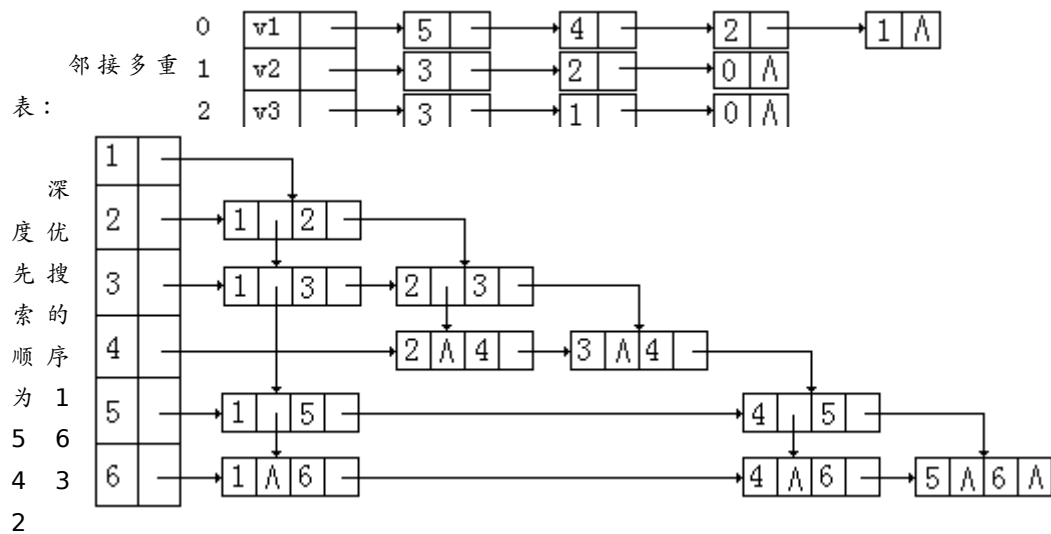 0 v1 5 4 2 1 Λ
邻接多重 1 v2 3 2 0 Λ
表： 2 v3 3 1 0 Λ
1
深
度优 2 1 2
先搜 3 1 3 2 3
索的
顺序 4 2 Λ 4 3 Λ 4
为 1 5 1 5 4 5
5 6
4 3 6 1 Λ 6 4 Λ 6 5 Λ 6 Λ
2